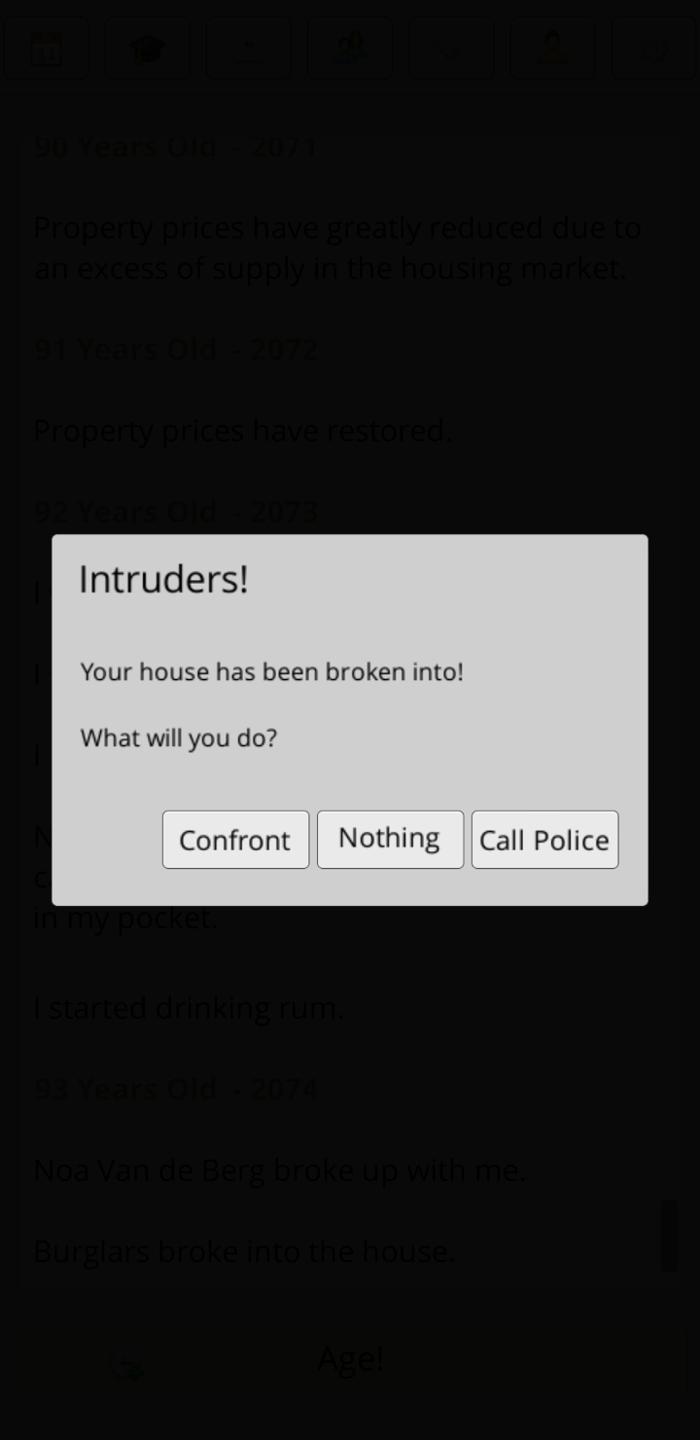 90 Years Old - 2071
Property prices have greatly reduced due to
an excess of supply in the housing market.
91 Years Old - 2072
Property prices have restored.
92 Years Old - 2073
Intruders!
Your house has been broken into!
What will you do?
Confront Nothing Call Police
in my pocket.
I started drinking rum.
93 Years Old - 2074
Noa Van de Berg broke up with me.
Burglars broke into the house.
Age!